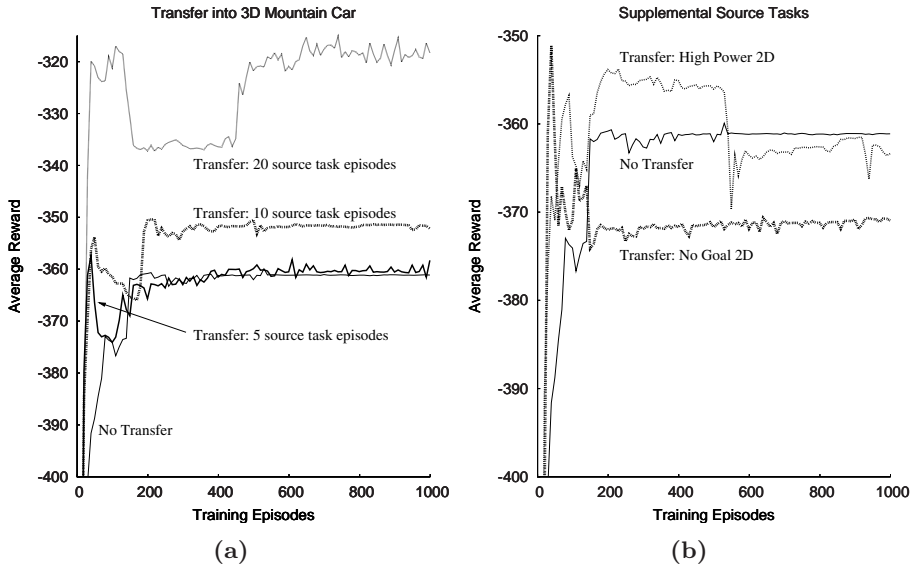 Transfer into 3D Mountain Car
-320
-330
-340
-350
-360
-370
-380
-390
-400
Average Reward
Transfer: 20 source task episodes
Transfer: 10 source task episodes
Transfer: 5 source task episodes
No Transfer
0
200
400
600
800
1000
Training Episodes
(a)
Supplemental Source Tasks
-350
-360
-370
-380
-390
-400
Average Reward
Transfer: High Power 2D
No Transfer
Transfer: No Goal 2D
0
200
400
600
800
1000
Training Episodes
(b)